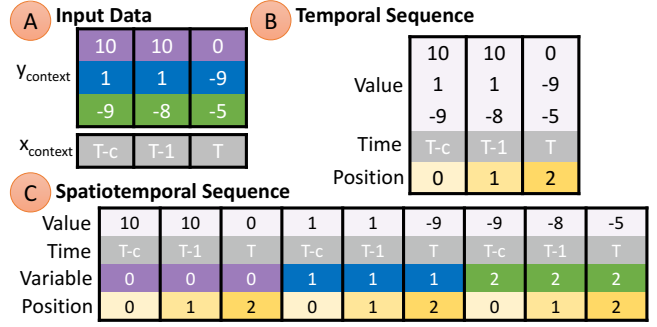 A Input Data
10 10 0
y_context 1 1 -9
-9 -8 -5
x_context T-c T-1 T
B Temporal Sequence
10 10 0
Value 1 1 -9
-9 -8 -5
Time T-c T-1 T
Position 0 1 2
C Spatiotemporal Sequence
Value 10 10 0 1 1 -9 -9 -8 -5
Time T-c T-1 T T-c T-1 T T-c T-1 T
Variable 0 0 0 1 1 1 2 2 2
Position 0 1 2 0 1 2 0 1 2